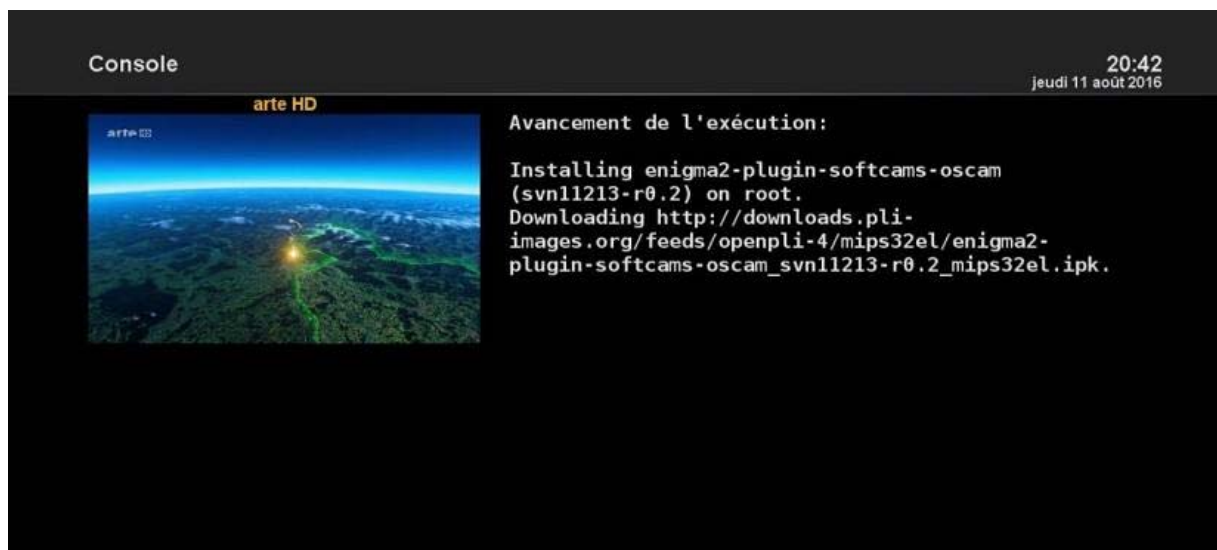 Console
20:42
jeudi 11 août 2016
arte HD
arte HD
Avancement de l'exécution:
Installing enigma2-plugin-softcams-oscam
(svn11213-r0.2) on root.
Downloading http://downloads.pli-
images.org/feeds/openpli-4/mips32el/enigma2-
plugin-softcams-oscam_svn11213-r0.2_mips32el.ipk.